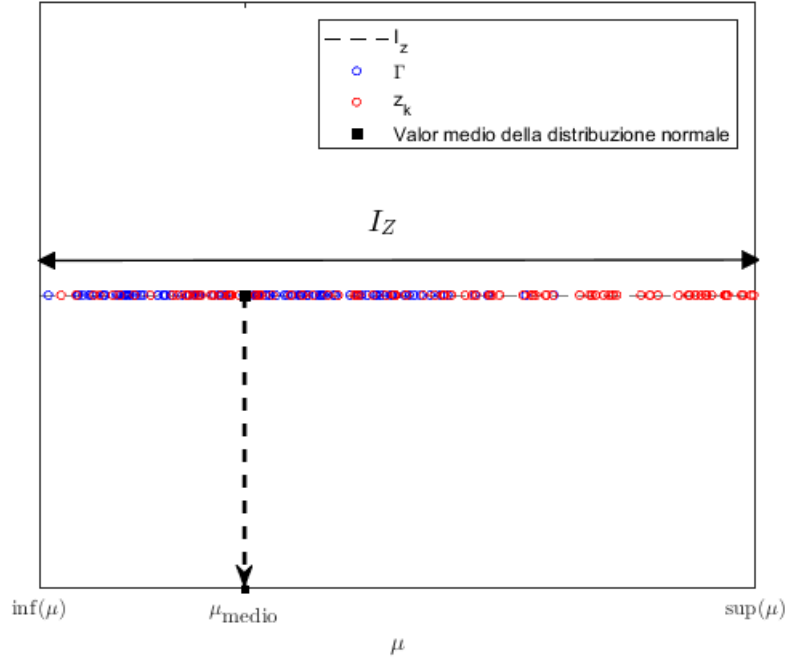 I_z
Γ
z_k
Valor medio della distribuzione normale
I_Z
inf(μ) μ_medio sup(μ)
μ